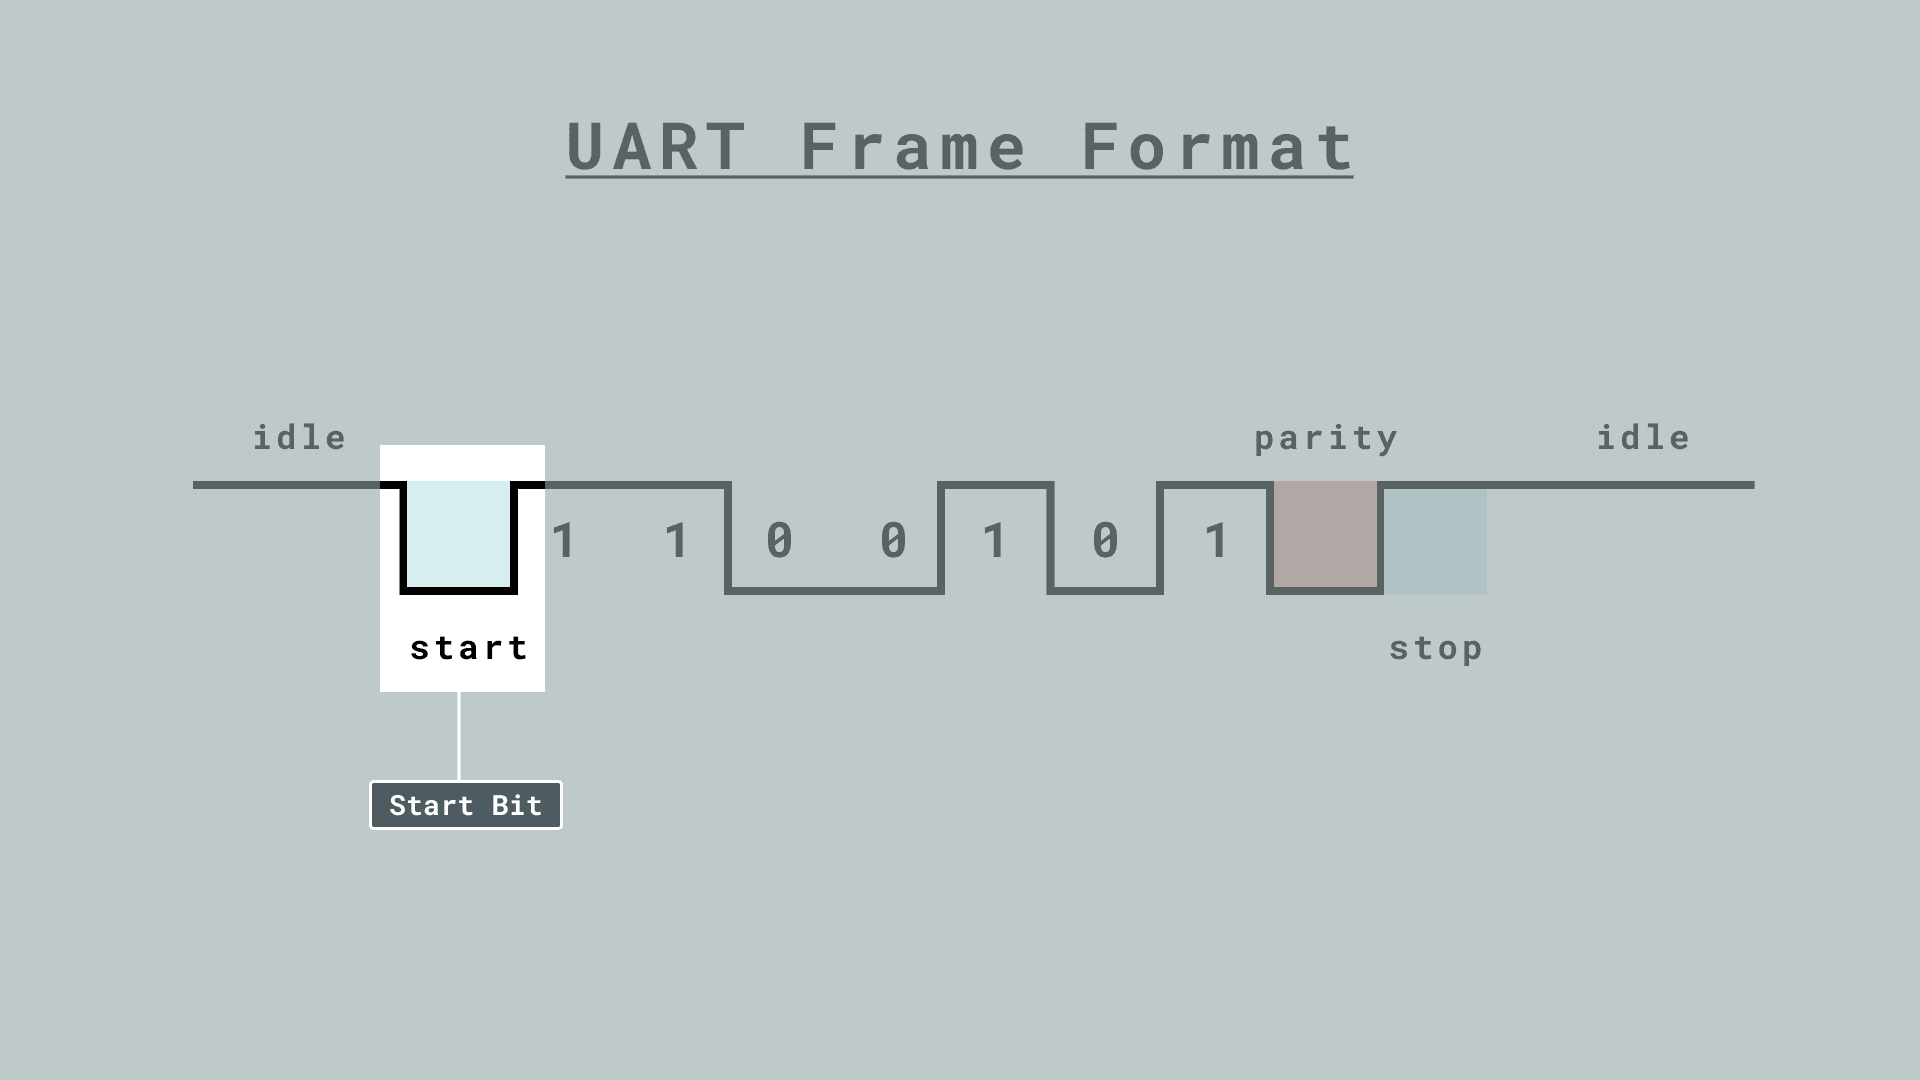 UART Frame Format
idle
parity
idle
1 1 0 0 1 0 1
start
stop
Start Bit